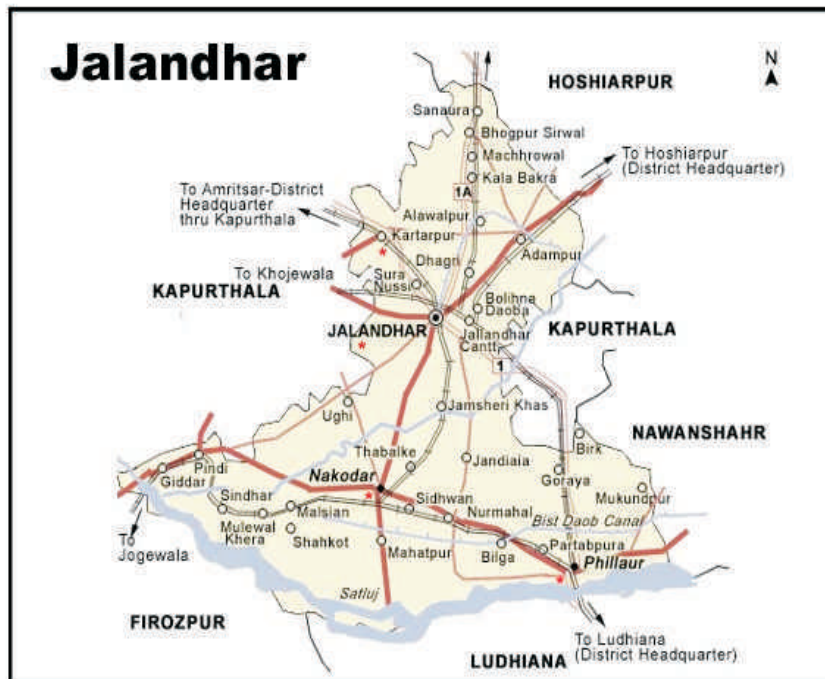 Jalandhar
N
HOSHIARPUR
Sanaura
Bhogpur Sirwal
Machhrowal
Kala Bakra
To Hoshiarpur
(District Headquarter)
1A
To Amritsar-District
Headquarter
thru Kapurthala
Alawalpur
Kartarpur
Adampur
Dhagri
To Khojewala
Sura
Nussi
KAPURTHALA
Bolihna
Daoba
JALANDHAR
Jallandhar
Cantt.
KAPURTHALA
1
Ughi
Jamsheri Khas
NAWANSHAHR
Birk
Thabalke
Jandiaia
Pindi
Giddar
Nakodar
Goraya
Mukundpur
Sindhar
Malsian
Sidhwan
Nurmahal
Bist Daob Canal
To
Jogewala
Mulewal
Khera
Shahkot
Mahatpur
Bilga
Partabpura
Phillaur
Satluj
FIROZPUR
LUDHIANA
To Ludhiana
(District Headquarter)